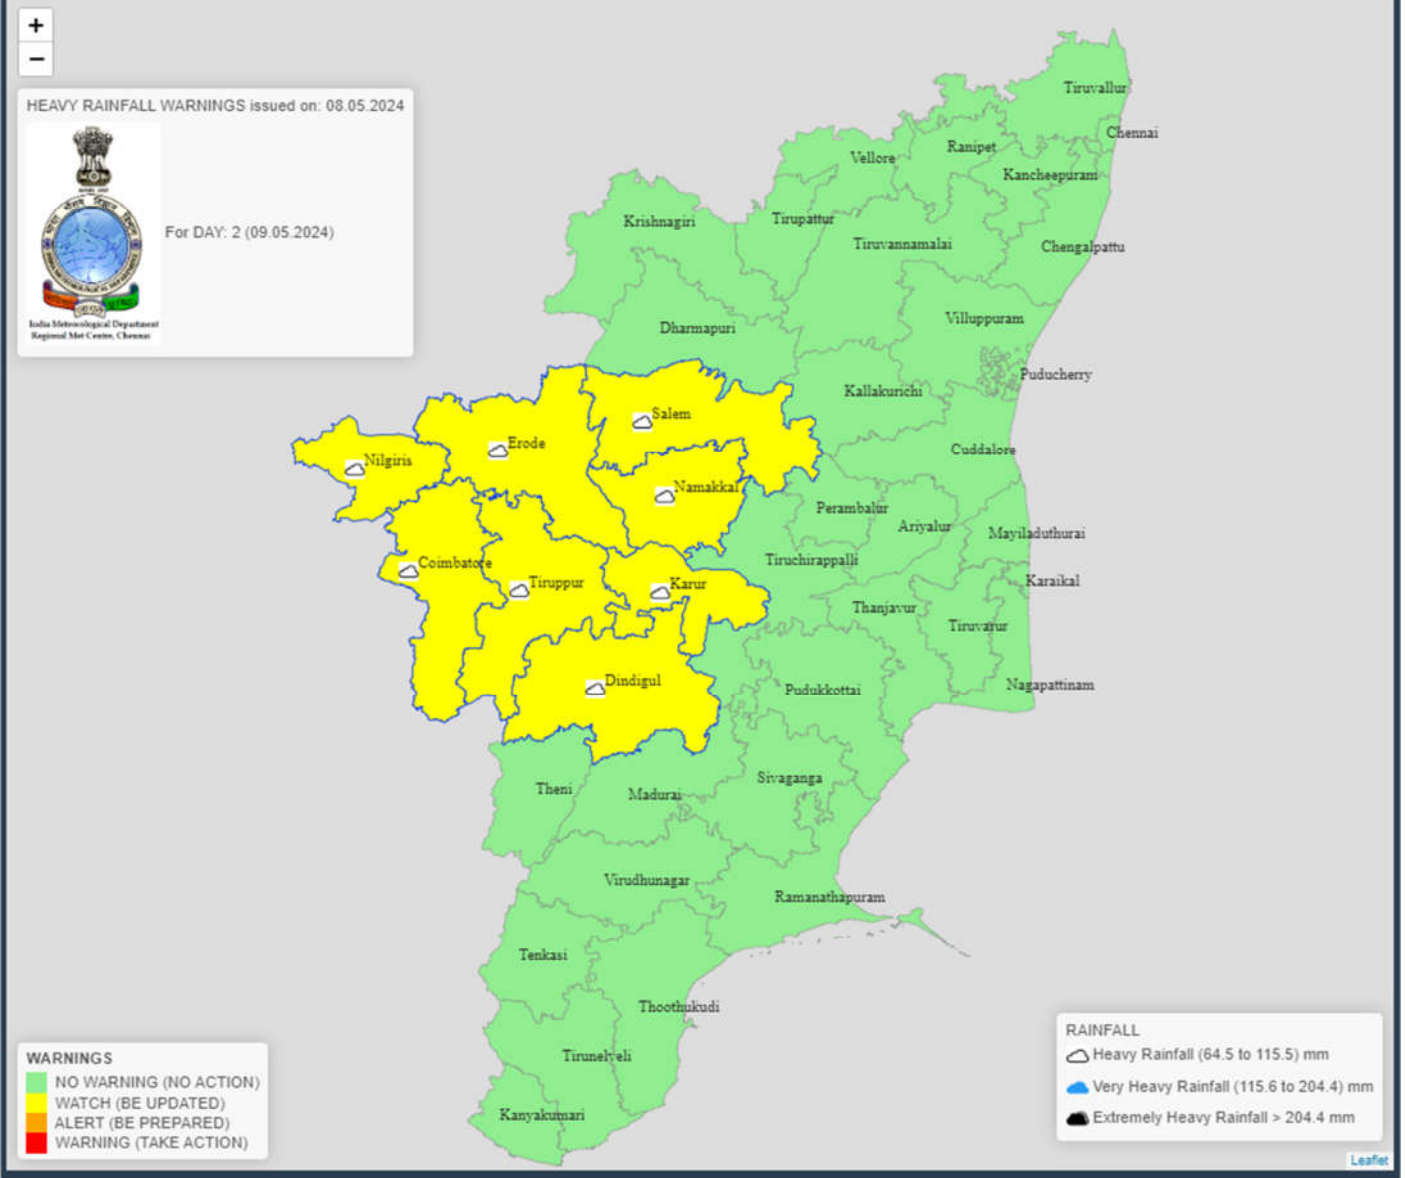 +
−
HEAVY RAINFALL WARNINGS issued on: 08.05.2024
For DAY: 2 (09.05.2024)
India Meteorological Department
Regional Met Centre, Chennai
Tiruvallur
Chennai
Ranipet
Vellore
Kancheepuram
Krishnagiri
Tirupattur
Tiruvannamalai
Chengalpattu
Villuppuram
Dharmapuri
Puducherry
Kallakurichi
Salem
Erode
Cuddalore
Nilgiris
Namakkal
Perambalur
Ariyalur
Mayiladuthurai
Tiruchirappalli
Coimbatore
Tiruppur
Karur
Karaikal
Thanjavur
Tiruvarur
Dindigul
Nagapattinam
Pudukkottai
Sivaganga
Theni
Madurai
Virudhunagar
Ramanathapuram
Tenkasi
Thoothukudi
Tirunelveli
Kanyakumari
WARNINGS
NO WARNING (NO ACTION)
WATCH (BE UPDATED)
ALERT (BE PREPARED)
WARNING (TAKE ACTION)
RAINFALL
Heavy Rainfall (64.5 to 115.5) mm
Very Heavy Rainfall (115.6 to 204.4) mm
Extremely Heavy Rainfall > 204.4 mm
Leaflet